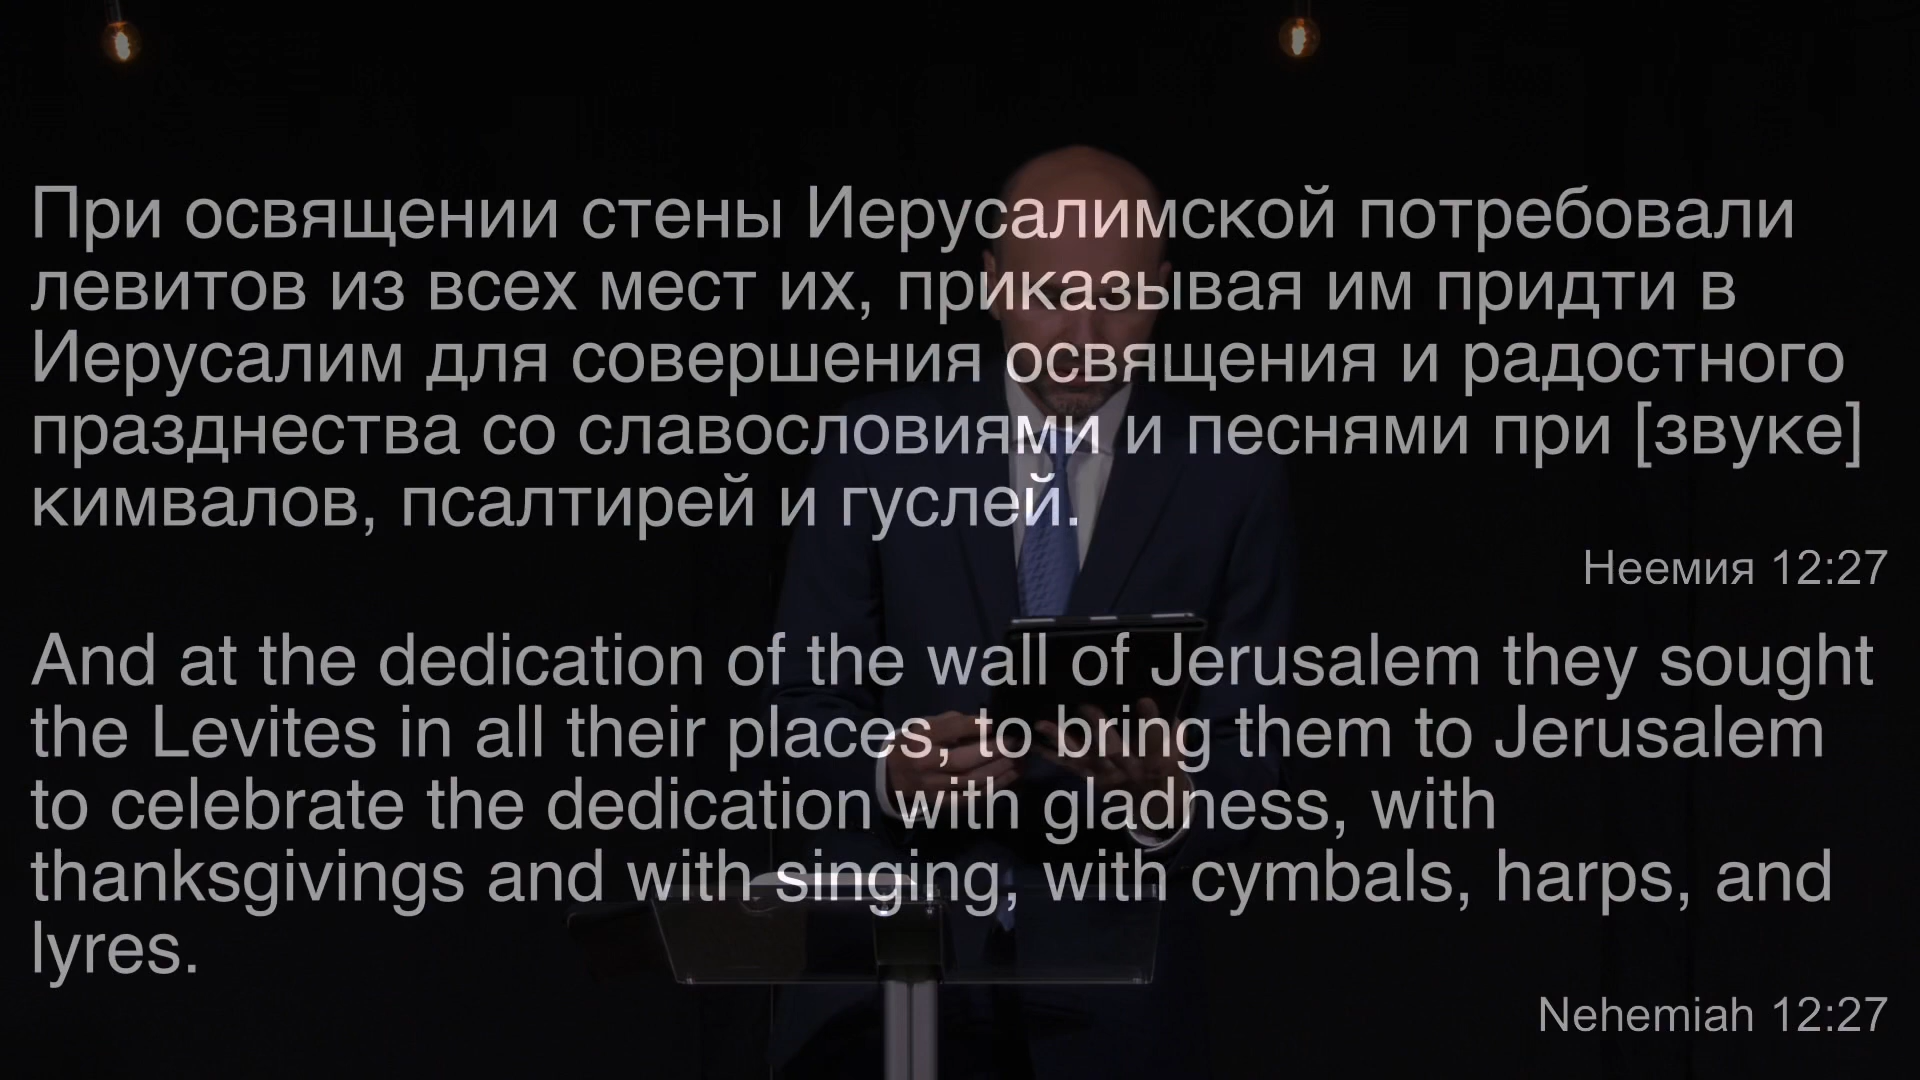 При освящении стены Иерусалимской потребовали
левитов из всех мест их, приказывая им придти в
Иерусалим для совершения освящения и радостного
празднества со славословиями и песнями при [звуке]
кимвалов, псалтирей и гуслей.
Неемия 12:27
And at the dedication of the wall of Jerusalem they sought
the Levites in all their places, to bring them to Jerusalem
to celebrate the dedication with gladness, with
thanksgivings and with singing, with cymbals, harps, and
lyres.
Nehemiah 12:27